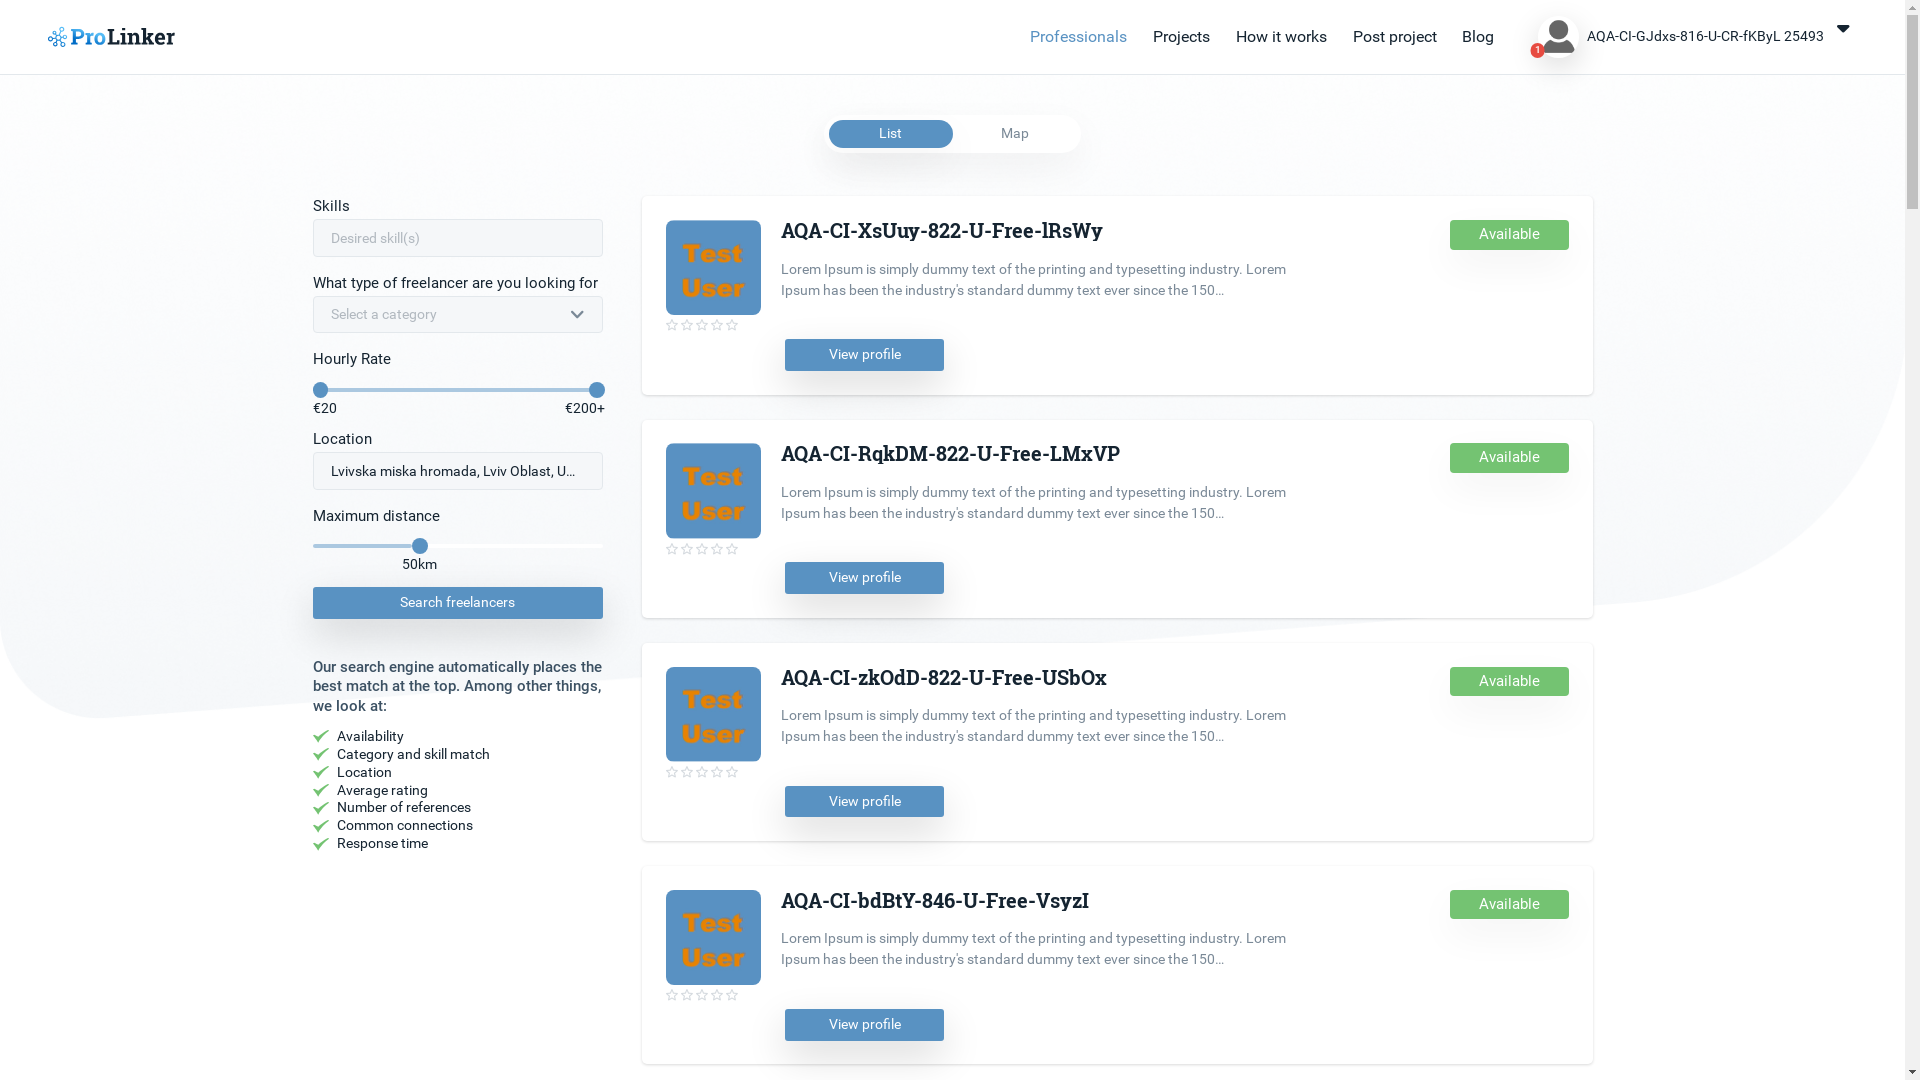 ProLinker
Professionals
Projects
How it works
Post project
Blog
1
AQA-CI-GJdxs-816-U-CR-fKByL 25493
List
Map
Skills
Desired skill(s)
What type of freelancer are you looking for
Select a category
Hourly Rate
€20
€200+
Location
Lvivska miska hromada, Lviv Oblast, U...
Maximum distance
50km
Search freelancers
Our search engine automatically places the
best match at the top. Among other things,
we look at:
Availability
Category and skill match
Location
Average rating
Number of references
Common connections
Response time
Test
User
AQA-CI-XsUuy-822-U-Free-lRsWy
Available
Lorem Ipsum is simply dummy text of the printing and typesetting industry. Lorem
Ipsum has been the industry's standard dummy text ever since the 150...
View profile
Test
User
AQA-CI-RqkDM-822-U-Free-LMxVP
Available
Lorem Ipsum is simply dummy text of the printing and typesetting industry. Lorem
Ipsum has been the industry's standard dummy text ever since the 150...
View profile
Test
User
AQA-CI-zkOdD-822-U-Free-USbOx
Available
Lorem Ipsum is simply dummy text of the printing and typesetting industry. Lorem
Ipsum has been the industry's standard dummy text ever since the 150...
View profile
Test
User
AQA-CI-bdBtY-846-U-Free-VsyzI
Available
Lorem Ipsum is simply dummy text of the printing and typesetting industry. Lorem
Ipsum has been the industry's standard dummy text ever since the 150...
View profile